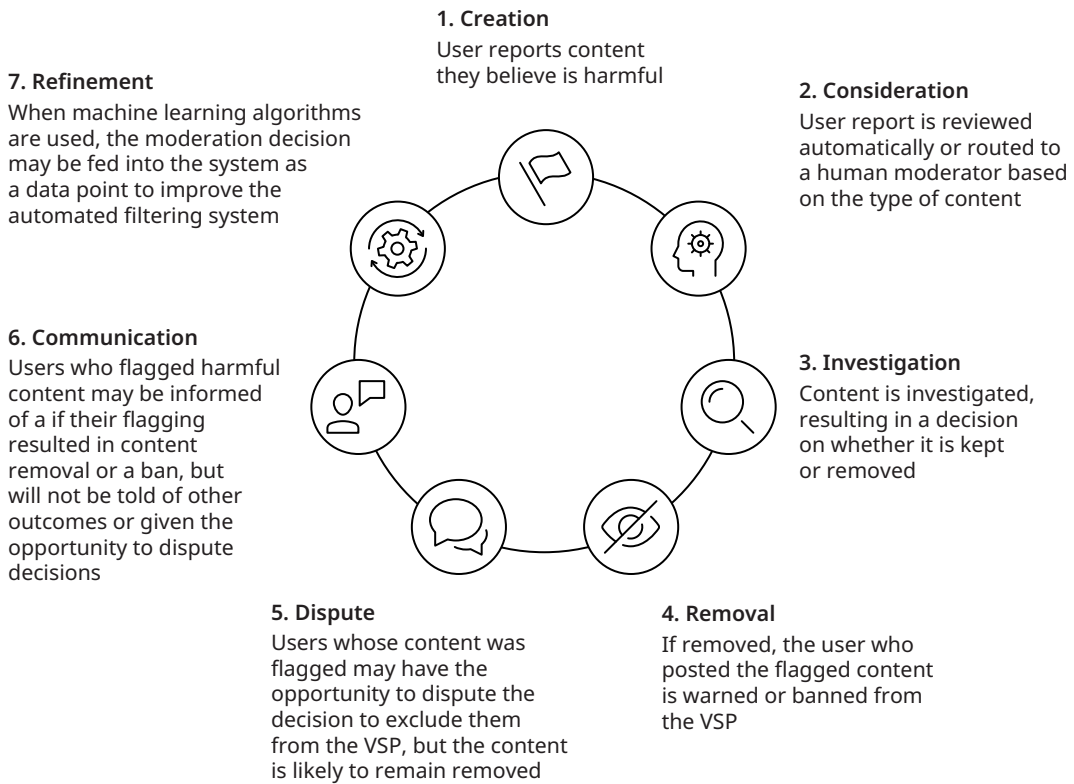 1. Creation
User reports content
they believe is harmful
2. Consideration
User report is reviewed
automatically or routed to
a human moderator based
on the type of content
3. Investigation
Content is investigated,
resulting in a decision
on whether it is kept
or removed
4. Removal
If removed, the user who
posted the flagged content
is warned or banned from
the VSP
5. Dispute
Users whose content was
flagged may have the
opportunity to dispute the
decision to exclude them
from the VSP, but the content
is likely to remain removed
6. Communication
Users who flagged harmful
content may be informed
of a if their flagging
resulted in content
removal or a ban, but
will not be told of other
outcomes or given the
opportunity to dispute
decisions
7. Refinement
When machine learning algorithms
are used, the moderation decision
may be fed into the system as
a data point to improve the
automated filtering system